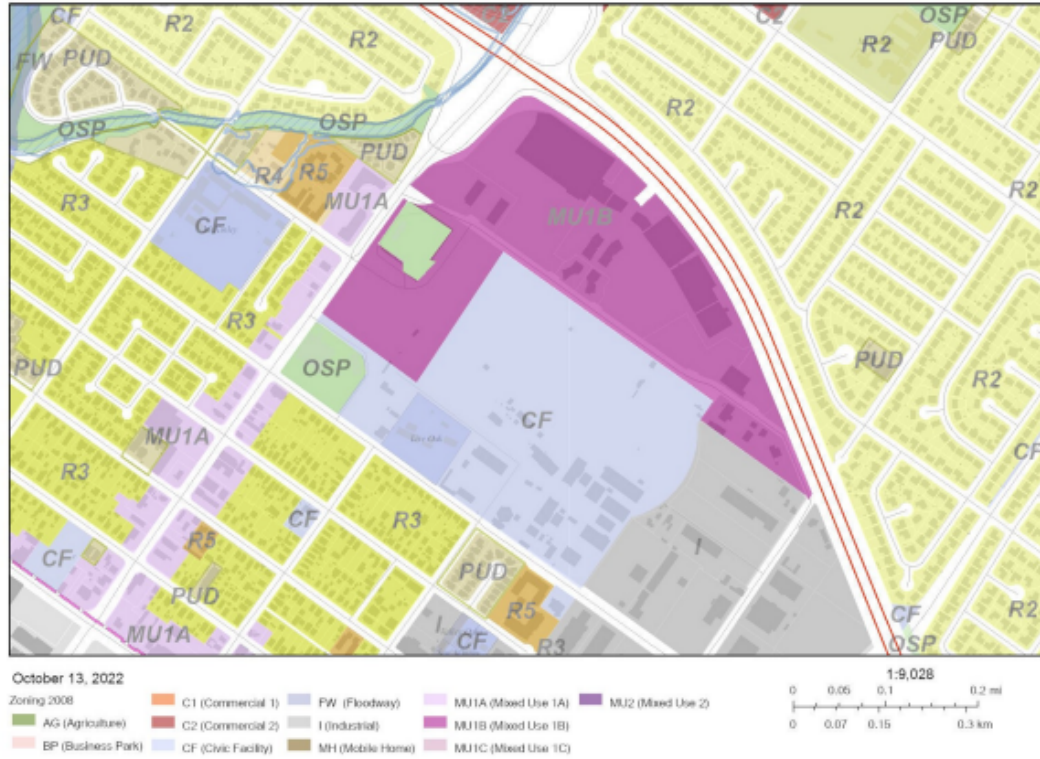 CF
R2
R2
C2
OSP
PUD
R2
FW
PUD
R2
OSP
OSP
PUD
R4
R5
R2
R3
MU1A
MU1B
R2
CF
R3
PUD
OSP
PUD
R2
R2
MU1A
CF
CF
R3
R3
CF
R5
I
CF
PUD
PUD
R5
MU1A
I
CF
R3
CF
OSP
R2
October 13, 2022
1:9,028
Zoning 2008
AG (Agriculture)
BP (Business Park)
C1 (Commercial 1)
C2 (Commercial 2)
CF (Civic Facility)
FW (Floodway)
I (Industrial)
MH (Mobile Home)
MU1A (Mixed Use 1A)
MU1B (Mixed Use 1B)
MU1C (Mixed Use 1C)
MU2 (Mixed Use 2)
0 0.05 0.1 0.2 mi
0 0.07 0.15 0.3 km